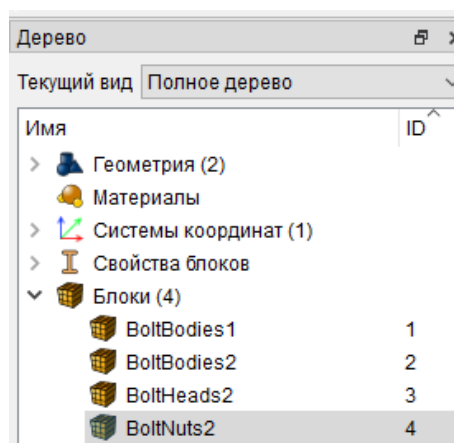 Дерево
Текущий вид Полное дерево
Имя ID
Геометрия (2)
Материалы
Системы координат (1)
Свойства блоков
Блоки (4)
BoltBodies1 1
BoltBodies2 2
BoltHeads2 3
BoltNuts2 4